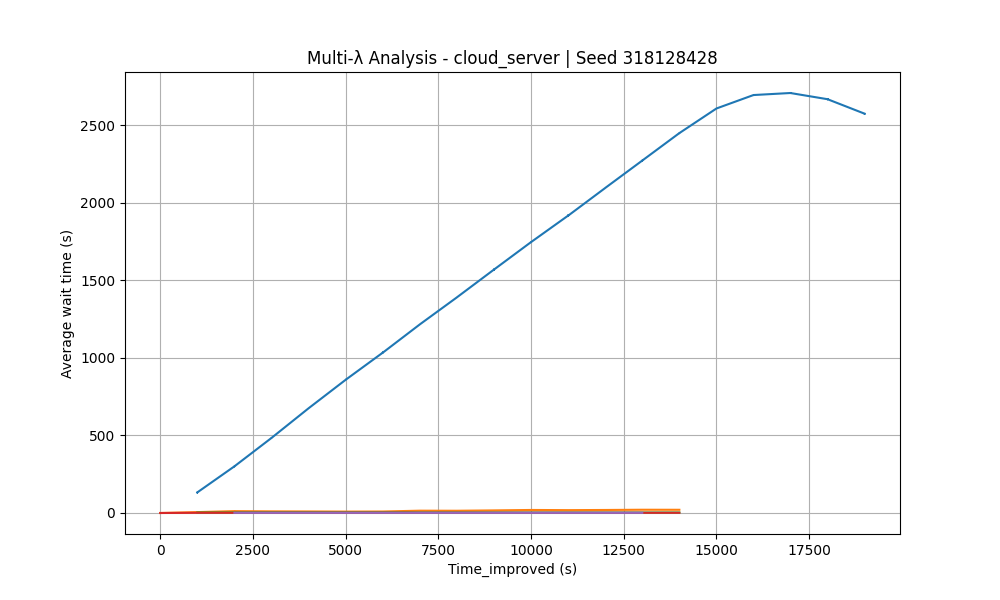 Multi-λ Analysis - cloud_server | Seed 318128428
Average wait time (s)
2500
2000
1500
1000
500
0
0 2500 5000 7500 10000 12500 15000 17500
Time_improved (s)